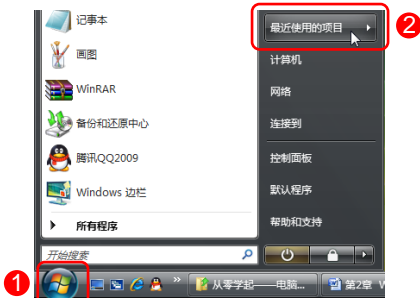 记事本
画图
WinRAR
备份和还原中心
腾讯QQ2009
Windows 边栏
所有程序
开始搜索
最近使用的项目
2
计算机
网络
连接到
控制面板
默认程序
帮助和支持
1
从零学起——电脑...
第2章 W